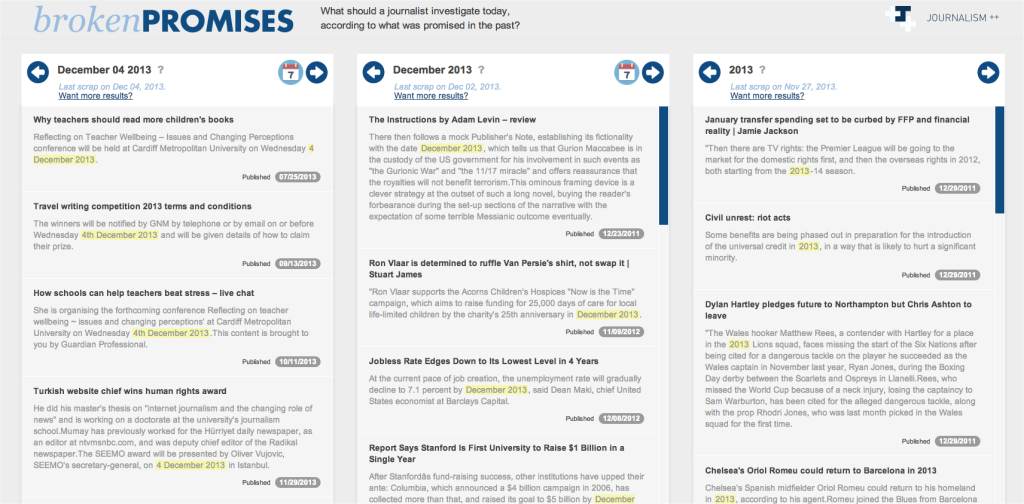 brokenPROMISES
What should a journalist investigate today,
according to what was promised in the past?
JOURNALISM ++
December 04 2013 ?
7
Last scrap on Dec 04, 2013.
Want more results?
Why teachers should read more children's books
Reflecting on Teacher Wellbeing – Issues and Changing Perceptions
conference will be held at Cardiff Metropolitan University on Wednesday 4
December 2013.
Published 07/25/2013
Travel writing competition 2013 terms and conditions
The winners will be notified by GNM by telephone or by email on or before
Wednesday 4th December 2013 and will be given details of how to claim
their prize.
Published 09/13/2013
How schools can help teachers beat stress – live chat
She is organising the forthcoming conference Reflecting on teacher
wellbeing ~ issues and changing perceptions' at Cardiff Metropolitan
University on Wednesday 4th December 2013.This content is brought to
you by Guardian Professional.
Published 10/11/2013
Turkish website chief wins human rights award
He did his master's thesis on "internet journalism and the changing role of
news" and is working on a doctorate at the university's journalism
school.Mumay has previously worked for the Hürriyet daily newspaper, as
an editor at ntvmsnbc.com, and was deputy chief editor of the Radikal
newspaper.The SEEMO award will be presented by Oliver Vujovic,
SEEMO's secretary-general, on 4 December 2013 in Istanbul.
Published 11/29/2013
December 2013 ?
7
Last scrap on Dec 02, 2013.
Want more results?
The Instructions by Adam Levin – review
There then follows a mock Publisher's Note, establishing its fictionality
with the date December 2013, which tells us that Gurion Maccabee is in
the custody of the US government for his involvement in such events as
"the Gurionic War" and "the 11/17 miracle" and offers reassurance that
the royalties will not benefit terrorism.This ominous framing device is a
clever strategy at the outset of such a long novel, buying the reader's
forbearance during the set-up sections of the narrative with the
expectation of some terrible Messianic outcome eventually.
Published 12/23/2011
Ron Vlaar is determined to ruffle Van Persie's shirt, not swap it |
Stuart James
"Ron Vlaar supports the Acorns Children's Hospices "Now is the Time"
campaign, which aims to raise funding for 25,000 days of care for local
life-limited children by the charity's 25th anniversary in December 2013.
Published 11/09/2012
Jobless Rate Edges Down to Its Lowest Level in 4 Years
At the current pace of job creation, the unemployment rate will gradually
decline to 7.1 percent by December 2013, said Dean Maki, chief United
States economist at Barclays Capital.
Published 12/08/2012
Report Says Stanford is First University to Raise $1 Billion in a
Single Year
After Stanfordâs fund-raising success, other institutions have upped their
ante: Columbia, which announced a $4 billion campaign in 2006, has
collected more than that, and raised its goal to $5 billion by December
2013 ?
Last scrap on Nov 27, 2013.
Want more results?
January transfer spending set to be curbed by FFP and financial
reality | Jamie Jackson
"Then there are TV rights: the Premier League will be going to the
market for the domestic rights first, and then the overseas rights in 2012,
both starting from the 2013-14 season.
Published 12/29/2011
Civil unrest: riot acts
Some benefits are being phased out in preparation for the introduction
of the universal credit in 2013, in a way that is likely to hurt a significant
minority.
Published 12/29/2011
Dylan Hartley pledges future to Northampton but Chris Ashton to
leave
"The Wales hooker Matthew Rees, a contender with Hartley for a place
in the 2013 Lions squad, faces missing the start of the Six Nations after
being cited for a dangerous tackle on the player he succeeded as the
Wales captain in November last year, Ryan Jones, during the Boxing
Day derby between the Scarlets and Ospreys in Llanelli.Rees, who
missed the World Cup because of a neck injury, losing the captaincy to
Sam Warburton, has been cited for the alleged dangerous tackle, along
with the prop Rhodri Jones, who was last month picked in the Wales
squad for the first time.
Published 12/29/2011
Chelsea's Oriol Romeu could return to Barcelona in 2013
Chelsea's Spanish midfielder Oriol Romeu could return to his homeland
in 2013, according to his agent.Romeu joined the Blues from Barcelona